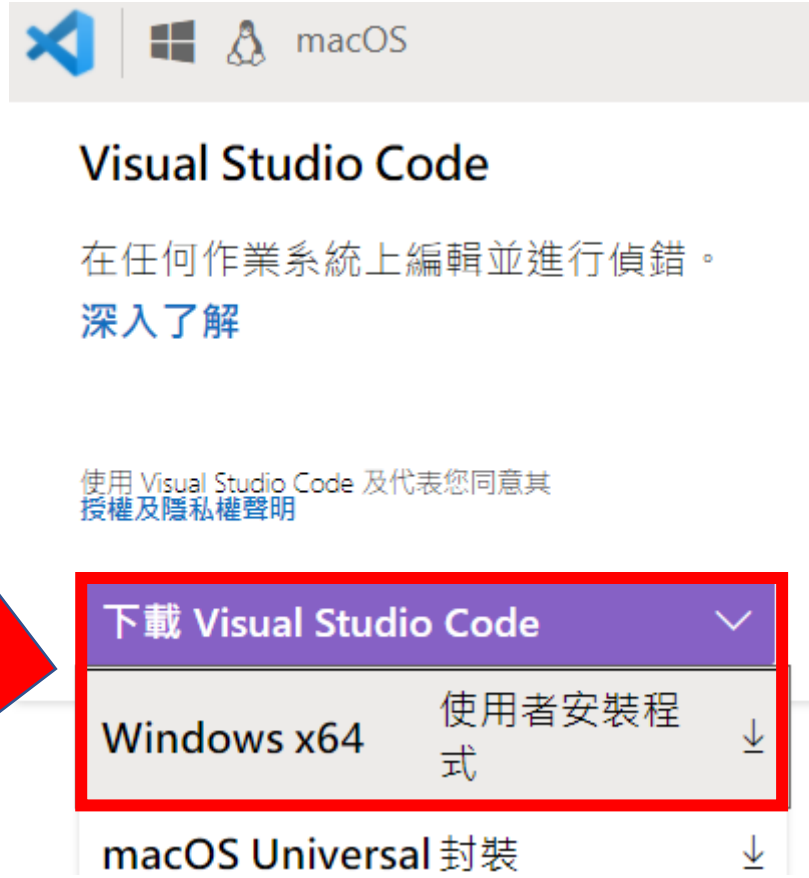 macOS
Visual Studio Code
在任何作業系統上編輯並進行偵錯。
深入了解
使用 Visual Studio Code 及代表您同意其
授權及隱私權聲明
下載 Visual Studio Code
Windows x64 使用者安裝程
式
macOS Universal 封裝